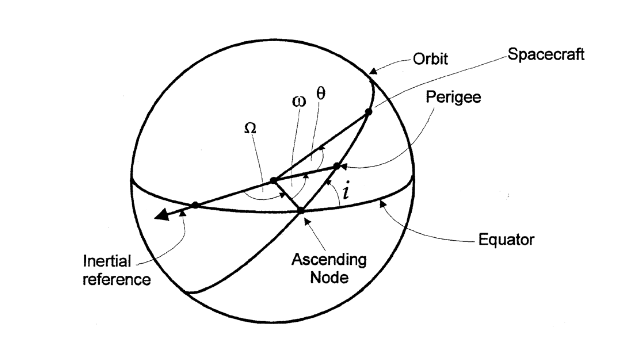 Orbit
Spacecraft
Perigee
θ
ω
Ω
i
Equator
Ascending
Node
Inertial
reference